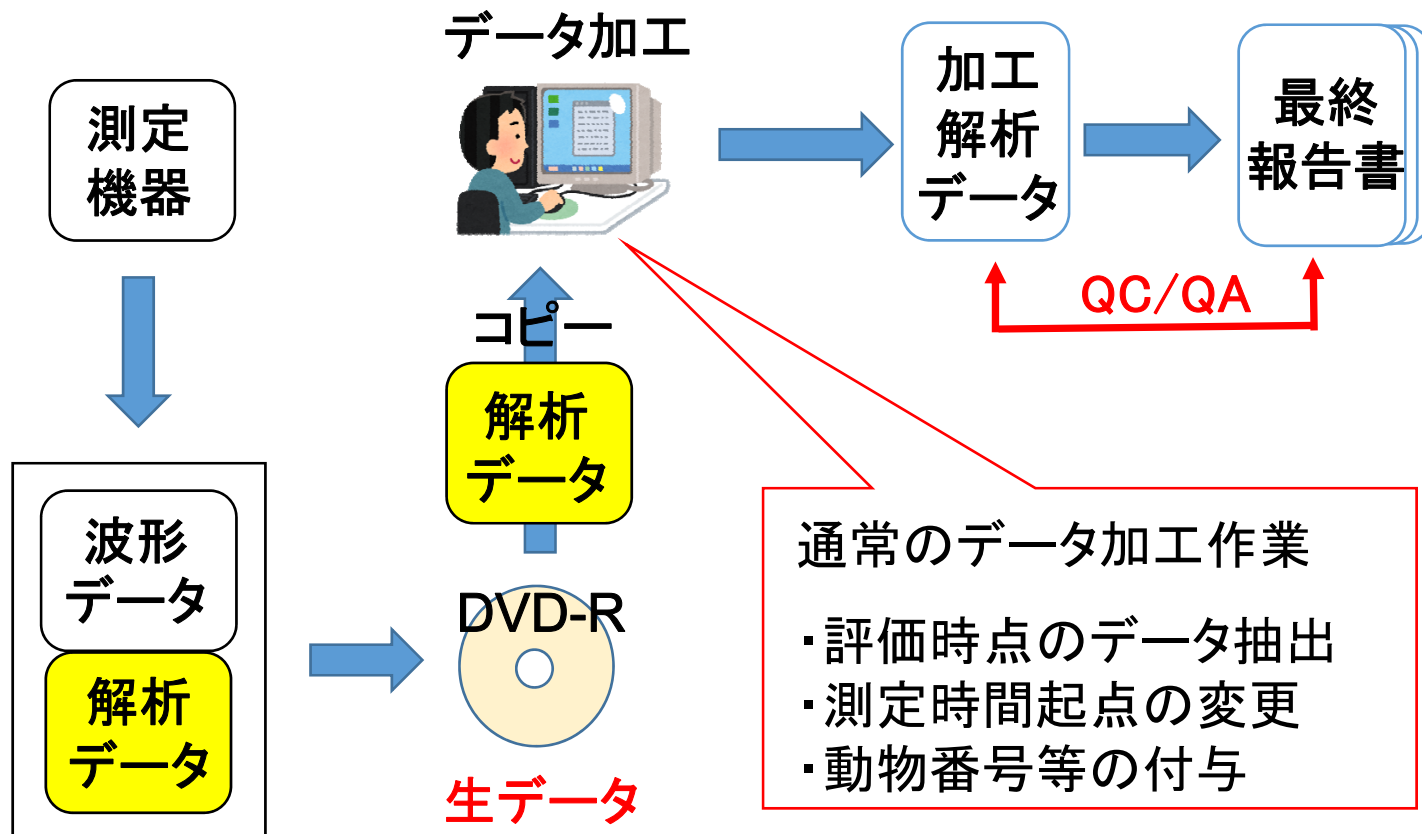 測定
機器
波形
データ
解析
データ
DVD-R
生データ
コピー
解析
データ
データ加工
加工
解析
データ
最終
報告書
QC/QA
通常のデータ加工作業
・評価時点のデータ抽出
・測定時間起点の変更
・動物番号等の付与